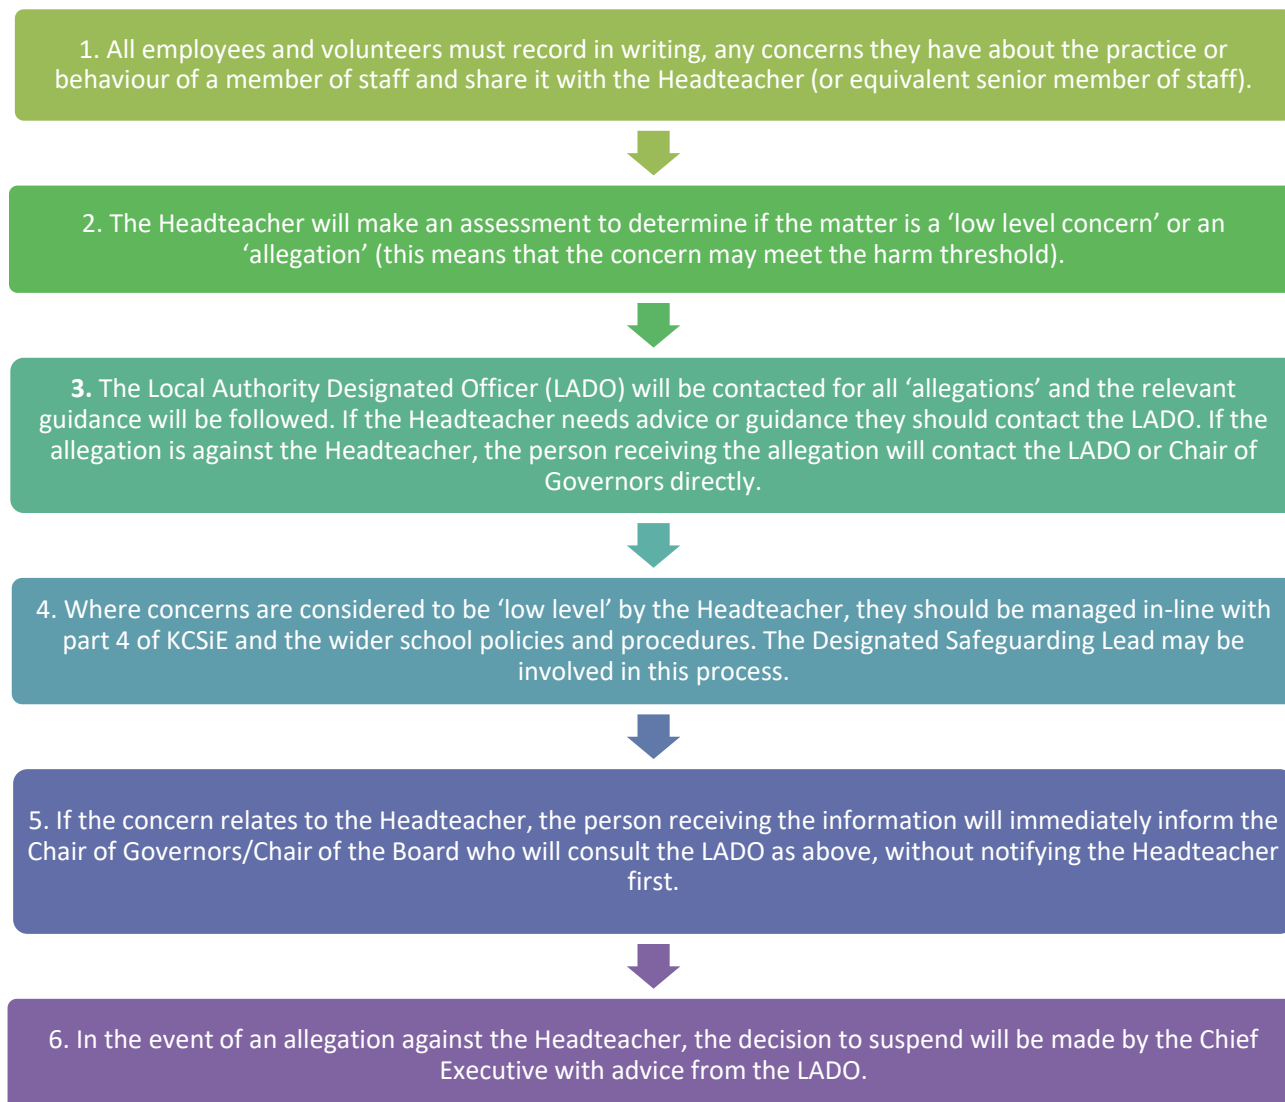 1. All employees and volunteers must record in writing, any concerns they have about the practice or
behaviour of a member of staff and share it with the Headteacher (or equivalent senior member of staff).
2. The Headteacher will make an assessment to determine if the matter is a ‘low level concern’ or an
‘allegation’ (this means that the concern may meet the harm threshold).
3. The Local Authority Designated Officer (LADO) will be contacted for all ‘allegations’ and the relevant
guidance will be followed. If the Headteacher needs advice or guidance they should contact the LADO. If the
allegation is against the Headteacher, the person receiving the allegation will contact the LADO or Chair of
Governors directly.
4. Where concerns are considered to be ‘low level’ by the Headteacher, they should be managed in-line with
part 4 of KCSiE and the wider school policies and procedures. The Designated Safeguarding Lead may be
involved in this process.
5. If the concern relates to the Headteacher, the person receiving the information will immediately inform the
Chair of Governors/Chair of the Board who will consult the LADO as above, without notifying the Headteacher
first.
6. In the event of an allegation against the Headteacher, the decision to suspend will be made by the Chief
Executive with advice from the LADO.